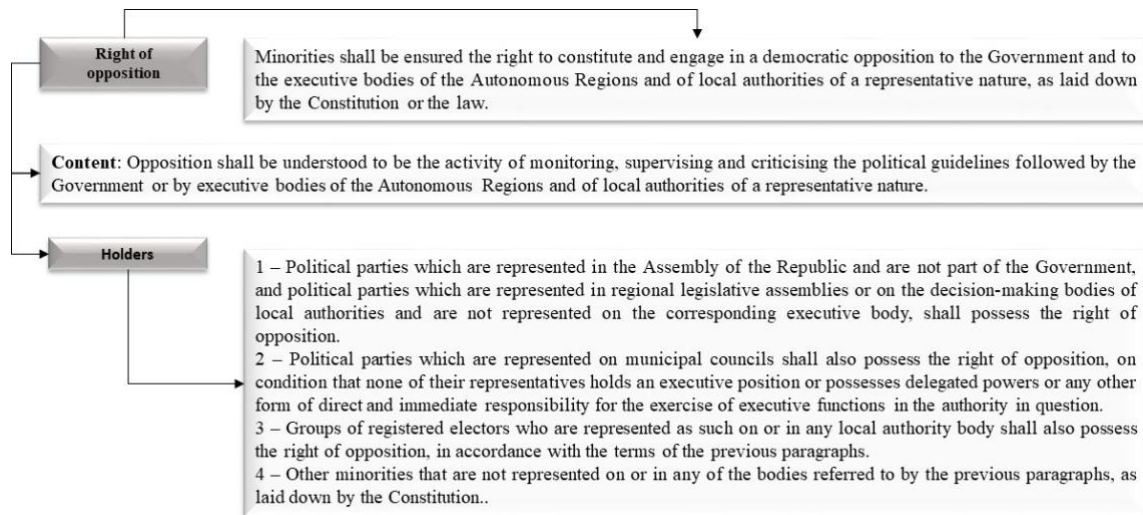 Right of
opposition
Minorities shall be ensured the right to constitute and engage in a democratic opposition to the Government and to
the executive bodies of the Autonomous Regions and of local authorities of a representative nature, as laid down
by the Constitution or the law.
Content: Opposition shall be understood to be the activity of monitoring, supervising and criticising the political guidelines followed by the
Government or by executive bodies of the Autonomous Regions and of local authorities of a representative nature.
Holders
1 – Political parties which are represented in the Assembly of the Republic and are not part of the Government,
and political parties which are represented in regional legislative assemblies or on the decision-making bodies of
local authorities and are not represented on the corresponding executive body, shall possess the right of
opposition.
2 – Political parties which are represented on municipal councils shall also possess the right of opposition, on
condition that none of their representatives holds an executive position or possesses delegated powers or any other
form of direct and immediate responsibility for the exercise of executive functions in the authority in question.
3 – Groups of registered electors who are represented as such on or in any local authority body shall also possess
the right of opposition, in accordance with the terms of the previous paragraphs.
4 – Other minorities that are not represented on or in any of the bodies referred to by the previous paragraphs, as
laid down by the Constitution..